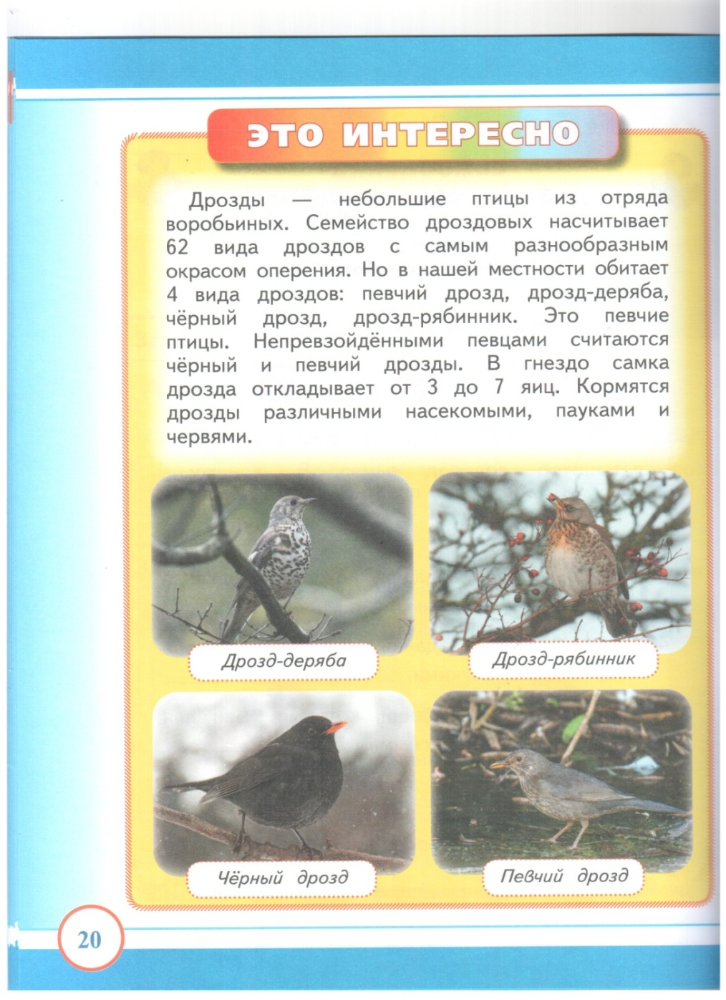 ЭТО ИНТЕРЕСНО
Дрозды — небольшие птицы из отряда
воробьиных. Семейство дроздовых насчитывает
62 вида дроздов с самым разнообразным
окрасом оперения. Но в нашей местности обитает
4 вида дроздов: певчий дрозд, дрозд-деряба,
чёрный дрозд, дрозд-рябинник. Это певчие
птицы. Непревзойдёнными певцами считаются
чёрный и певчий дрозды. В гнездо самка
дрозда откладывает от 3 до 7 яиц. Кормятся
дрозды различными насекомыми, пауками и
червями.
Дрозд-деряба
Дрозд-рябинник
Чёрный дрозд
Певчий дрозд
20